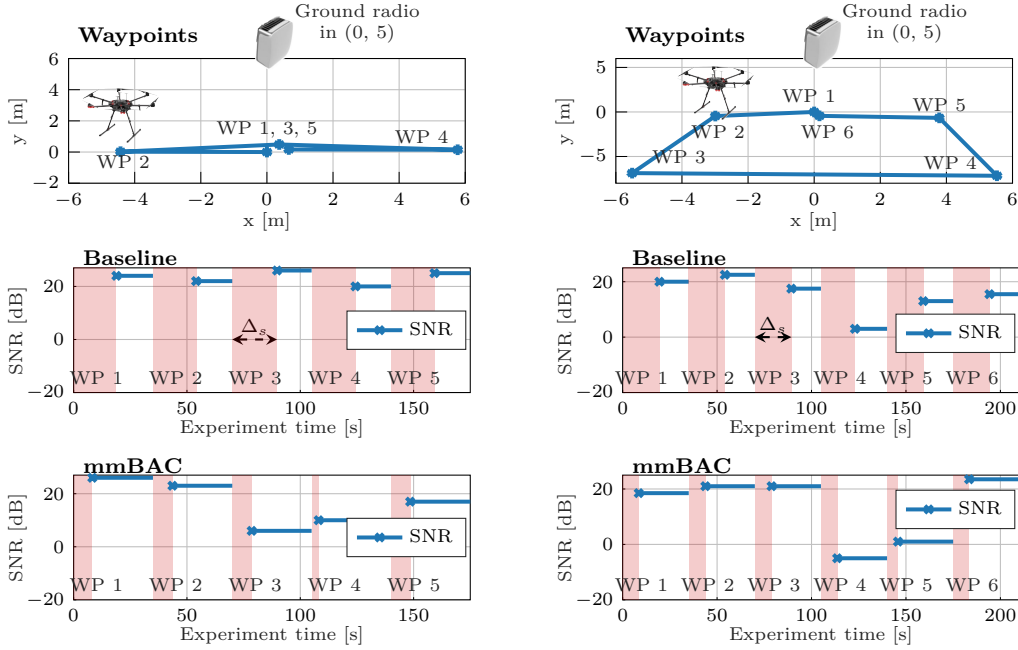 Ground radio
in (0, 5)
Waypoints
6
4
2
0
−2
y [m]
WP 1, 3, 5
WP 4
WP 2
−6 −4 −2 0 2 4 6
x [m]
Ground radio
in (0, 5)
Waypoints
5
0
−5
y [m]
WP 1
WP 5
WP 2
WP 6
WP 3
WP 4
−6 −4 −2 0 2 4 6
x [m]
Baseline
20
0
−20
SNR [dB]
Δs
SNR
WP 1 WP 2 WP 3 WP 4 WP 5
0 50 100 150
Experiment time [s]
Baseline
20
0
−20
SNR [dB]
Δs
SNR
WP 1 WP 2 WP 3 WP 4 WP 5 WP 6
0 50 100 150 200
Experiment time [s]
mmBAC
20
0
−20
SNR [dB]
SNR
WP 1 WP 2 WP 3 WP 4 WP 5
0 50 100 150
Experiment time [s]
mmBAC
20
0
−20
SNR [dB]
SNR
WP 1 WP 2 WP 3 WP 4 WP 5 WP 6
0 50 100 150 200
Experiment time [s]